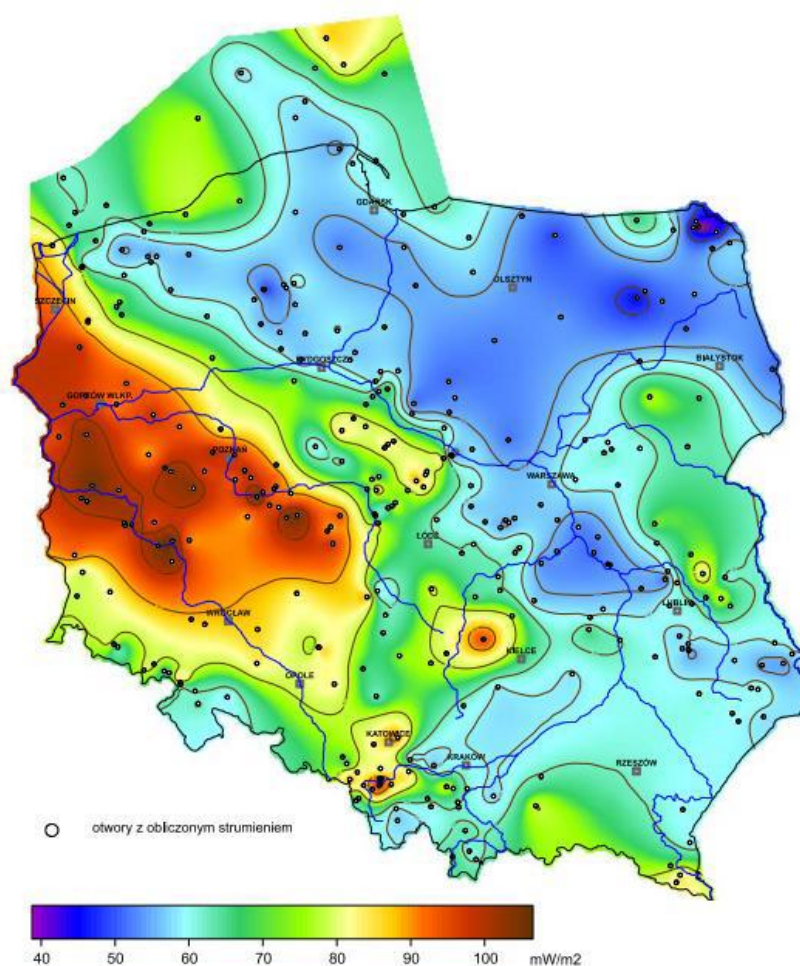 GDAŃSK
OLSZTYN
SZCZECIN
BYDGOSZCZ
BIAŁYSTOK
GORZÓW WLKP.
POZNAŃ
WARSZAWA
ŁÓDŹ
LUBLIN
WROCŁAW
KIELCE
OPOLE
KATOWICE
KRAKÓW
RZESZÓW
otwory z obliczonym strumieniem
40 50 60 70 80 90 100 mW/m2